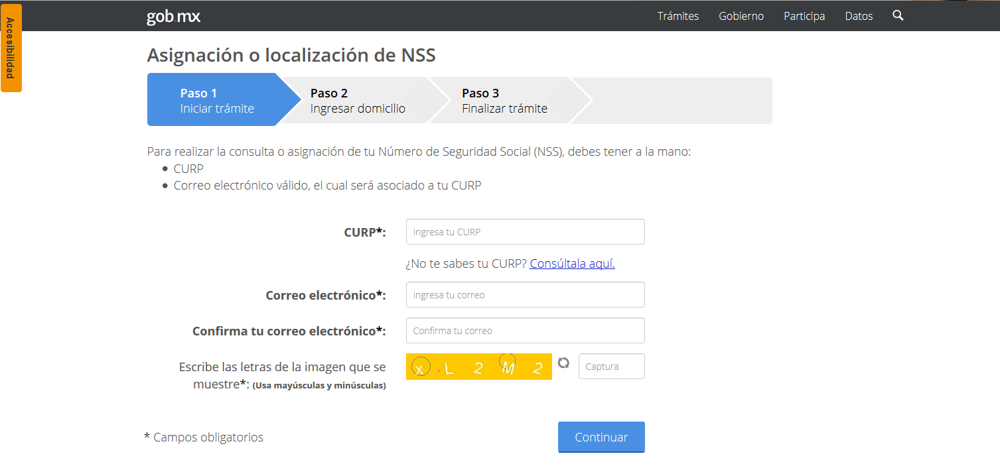 Accesibilidad
gob.mx
Trámites Gobierno Participa Datos
Asignación o localización de NSS
Paso 1
Iniciar trámite
Paso 2
Ingresar domicilio
Paso 3
Finalizar trámite
Para realizar la consulta o asignación de tu Número de Seguridad Social (NSS), debes tener a la mano:
CURP
Correo electrónico válido, el cual será asociado a tu CURP
CURP*: Ingresa tu CURP
¿No te sabes tu CURP? Consúltala aquí.
Correo electrónico*: Ingresa tu correo
Confirma tu correo electrónico*: Confirma tu correo
Escribe las letras de la imagen que se
muestre*: (Usa mayúsculas y minúsculas)
Captura
* Campos obligatorios
Continuar